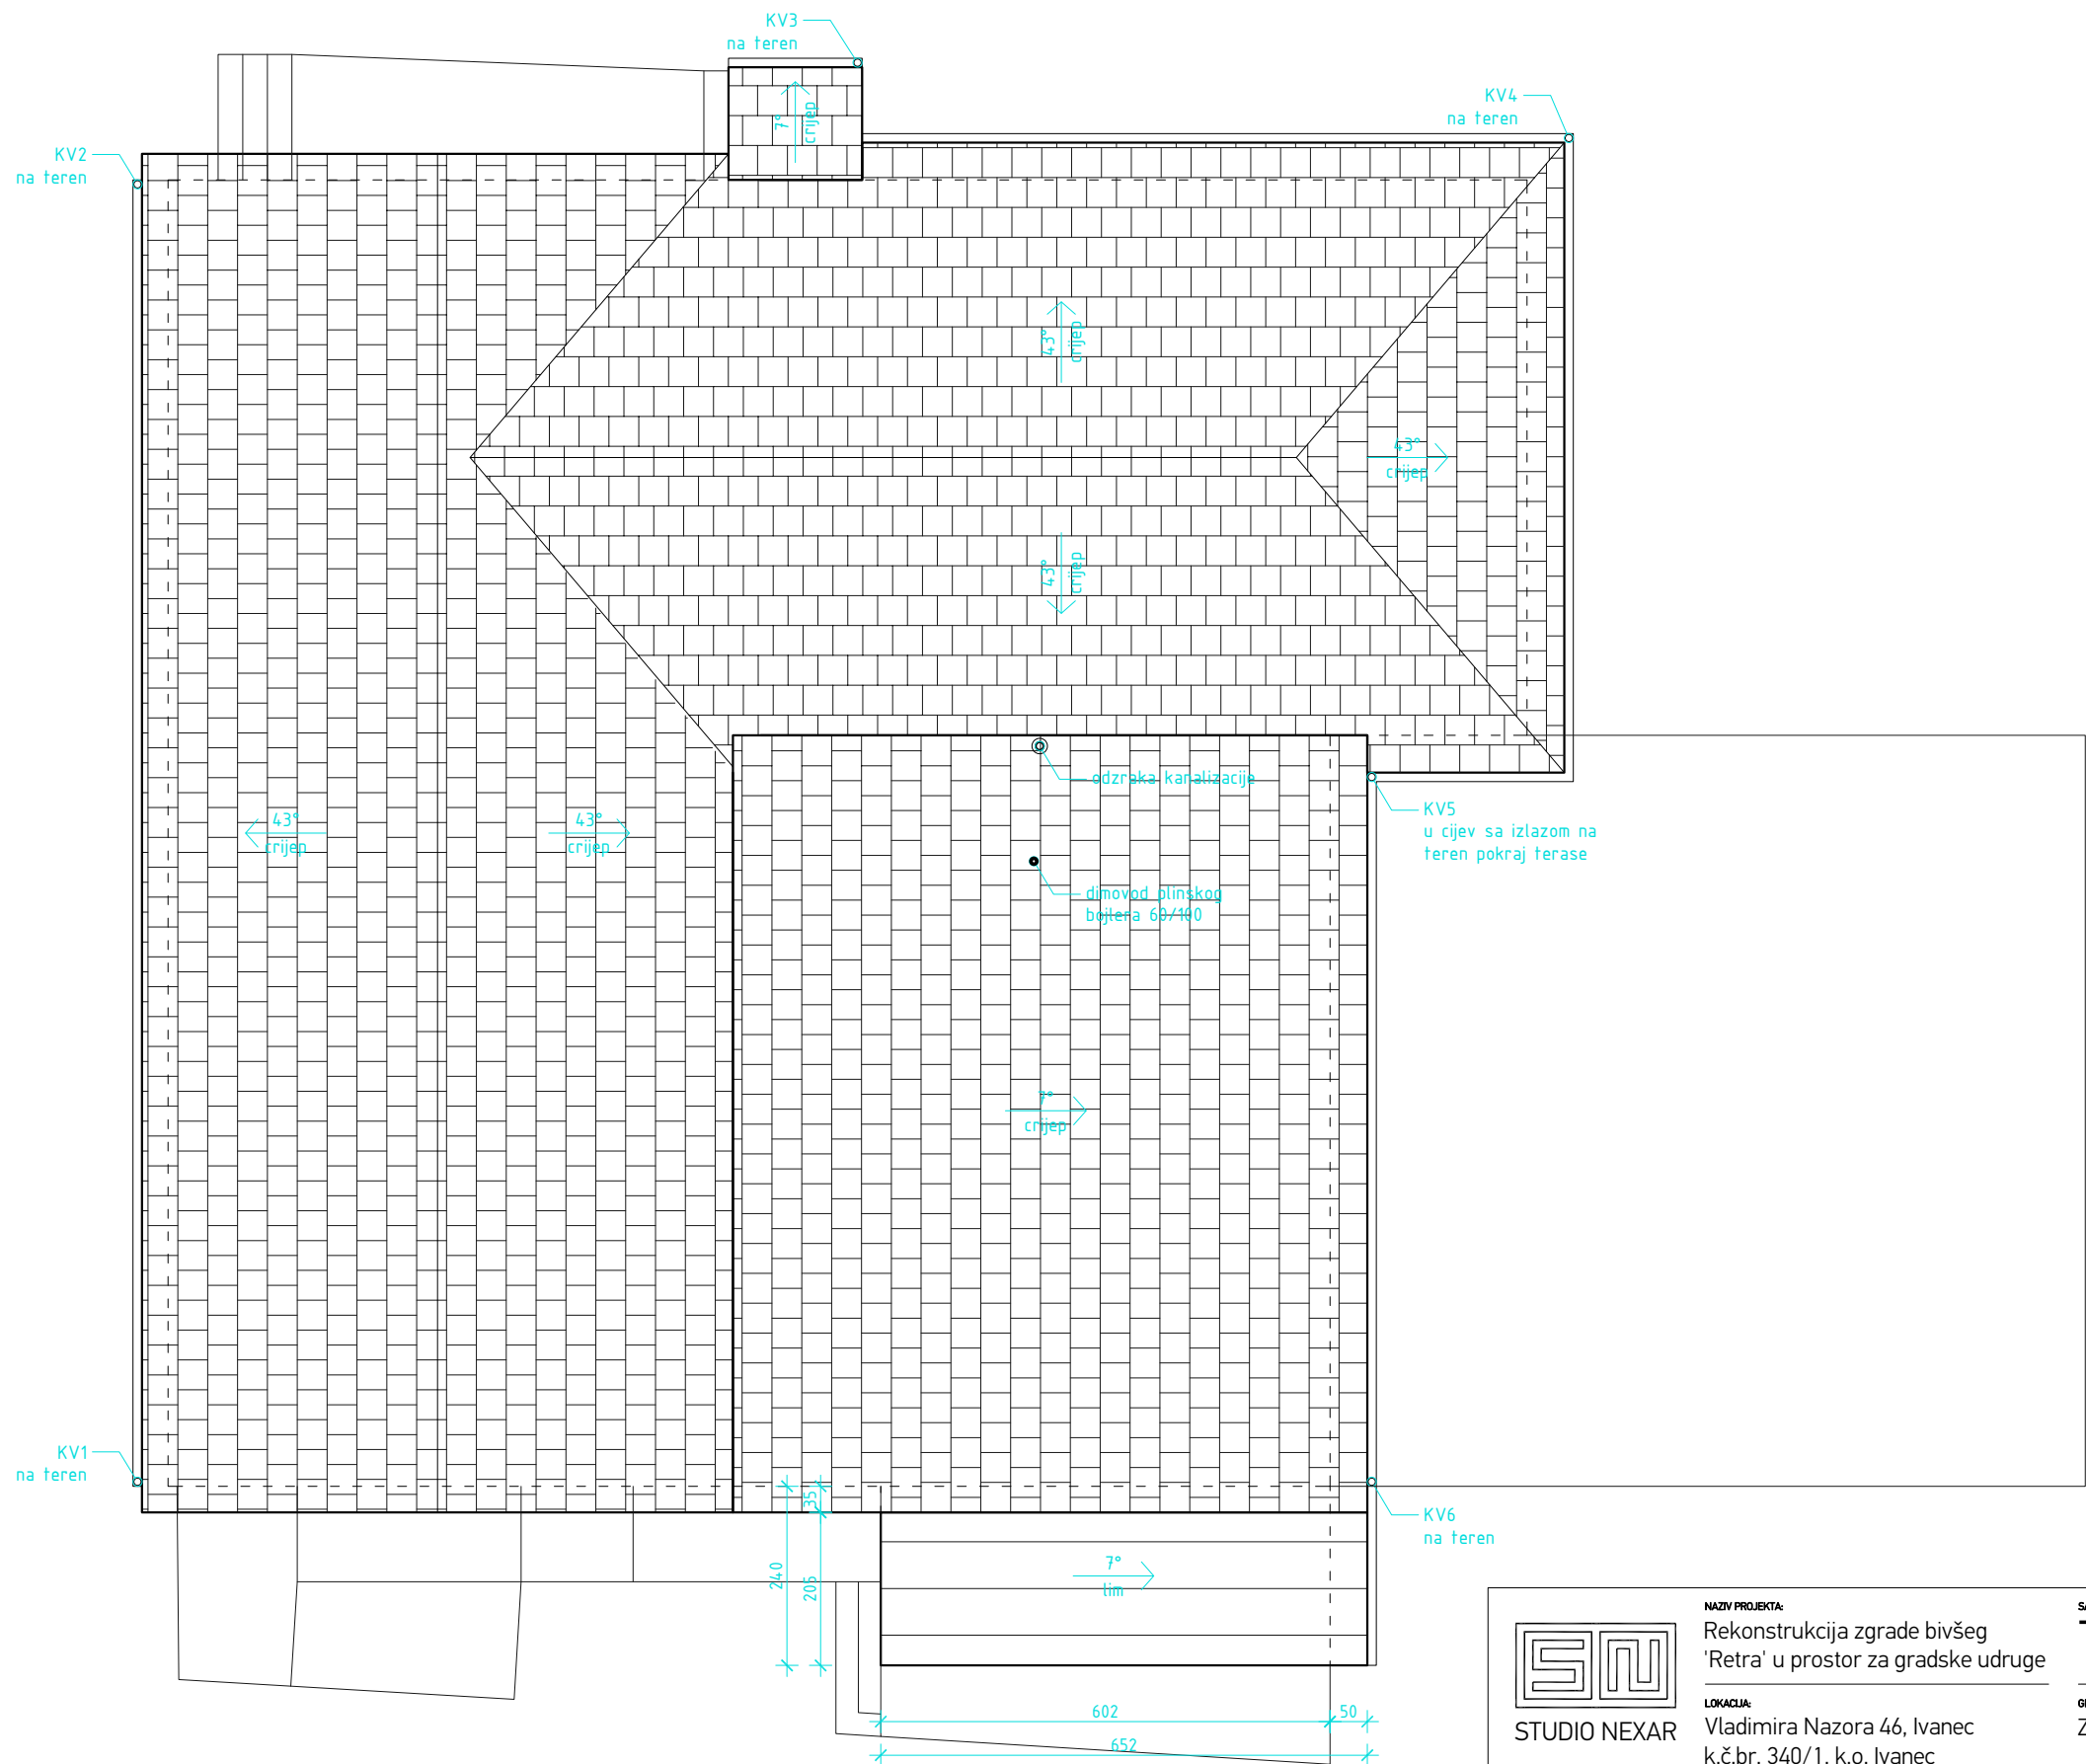 KV3
na teren
KV4
na teren
KV2
na teren
7°
crijep
43°
crijep
43°
crijep
43°
crijep
odzraka kanalizacije
KV5
u cijev sa izlazom na
teren pokraj terase
43°
crijep
43°
crijep
dimovod plinskog
bojlera 60/100
7°
crijep
KV1
na teren
35
240
205
KV6
na teren
7°
lim
602
50
652
STUDIO NEXAR
NAZIV PROJEKTA:
Rekonstrukcija zgrade bivšeg
'Retra' u prostor za gradske udruge
LOKACIJA:
Vladimira Nazora 46, Ivanec
k.č.br. 340/1, k.o. Ivanec